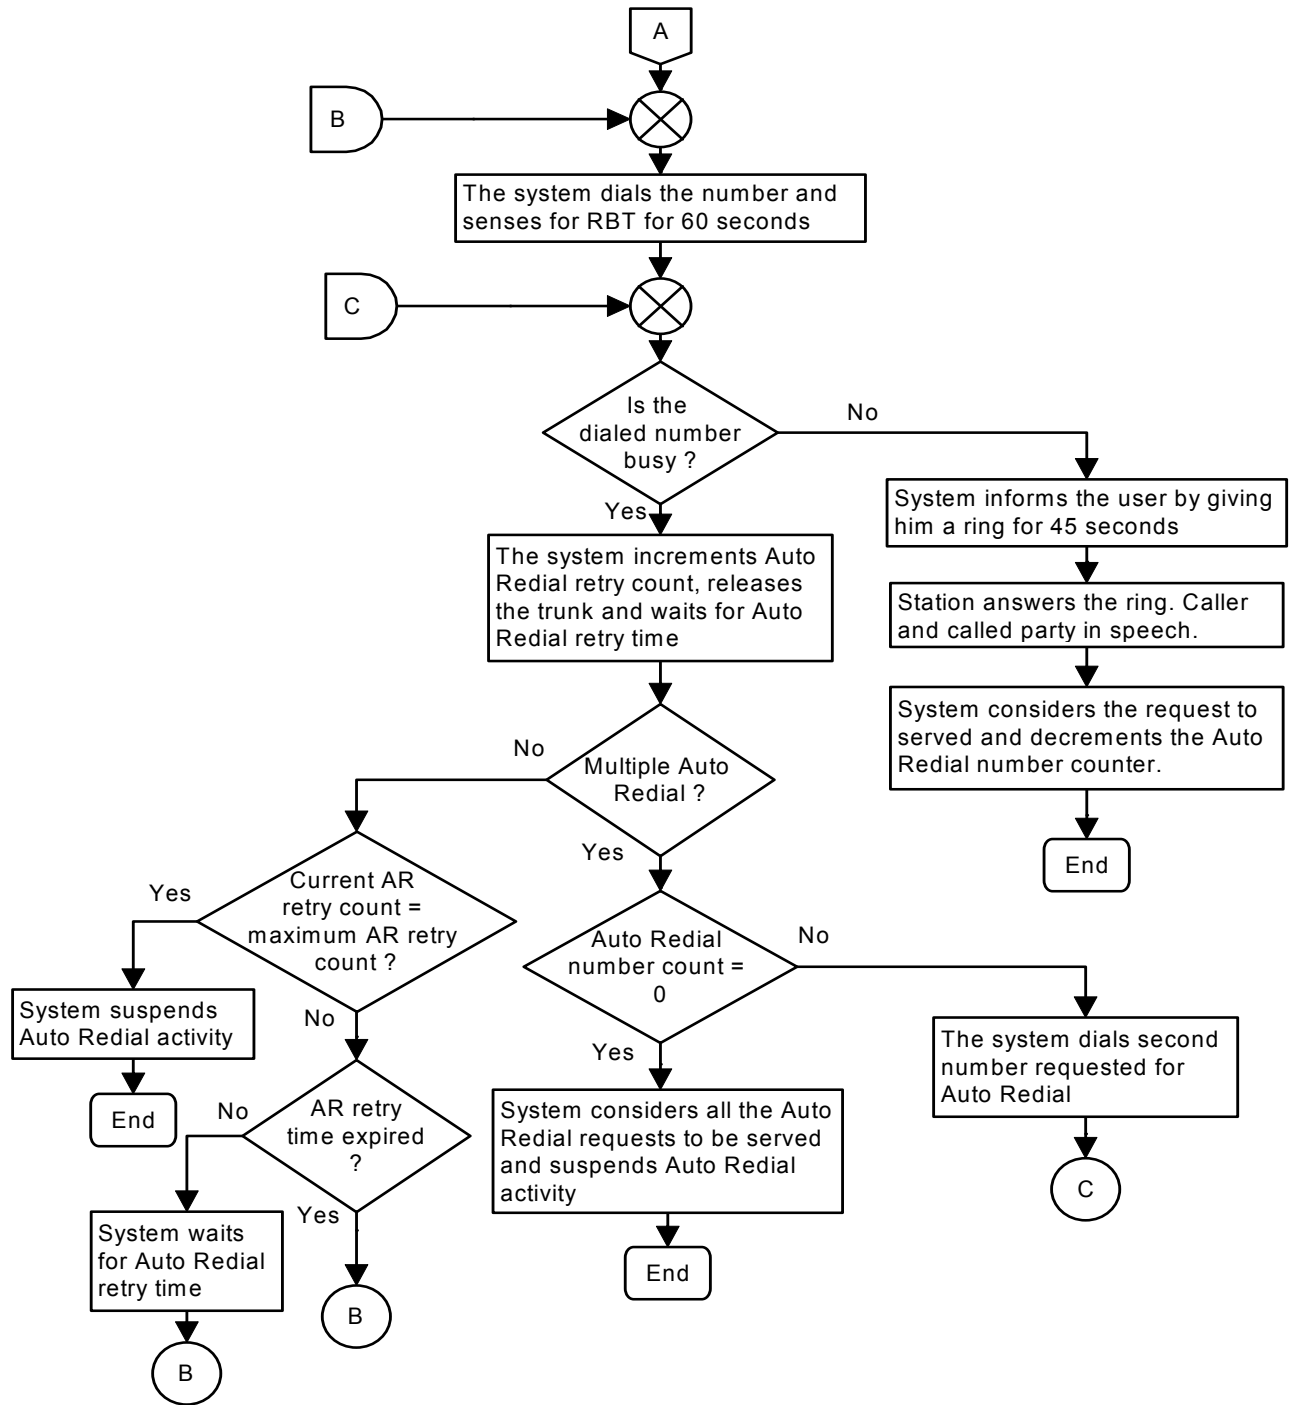 A
B
The system dials the number and
senses for RBT for 60 seconds
C
Is the
dialed number
busy ?
No
Yes
System informs the user by giving
him a ring for 45 seconds
The system increments Auto
Redial retry count, releases
the trunk and waits for Auto
Redial retry time
Station answers the ring. Caller
and called party in speech.
System considers the request to
served and decrements the Auto
Redial number counter.
End
Multiple Auto
Redial ?
No
Yes
Current AR
retry count =
maximum AR retry
count ?
Yes
No
System suspends
Auto Redial activity
End
Auto Redial
number count =
0
No
Yes
The system dials second
number requested for
Auto Redial
C
AR retry
time expired
?
No
Yes
System considers all the Auto
Redial requests to be served
and suspends Auto Redial
activity
End
System waits
for Auto Redial
retry time
B
B